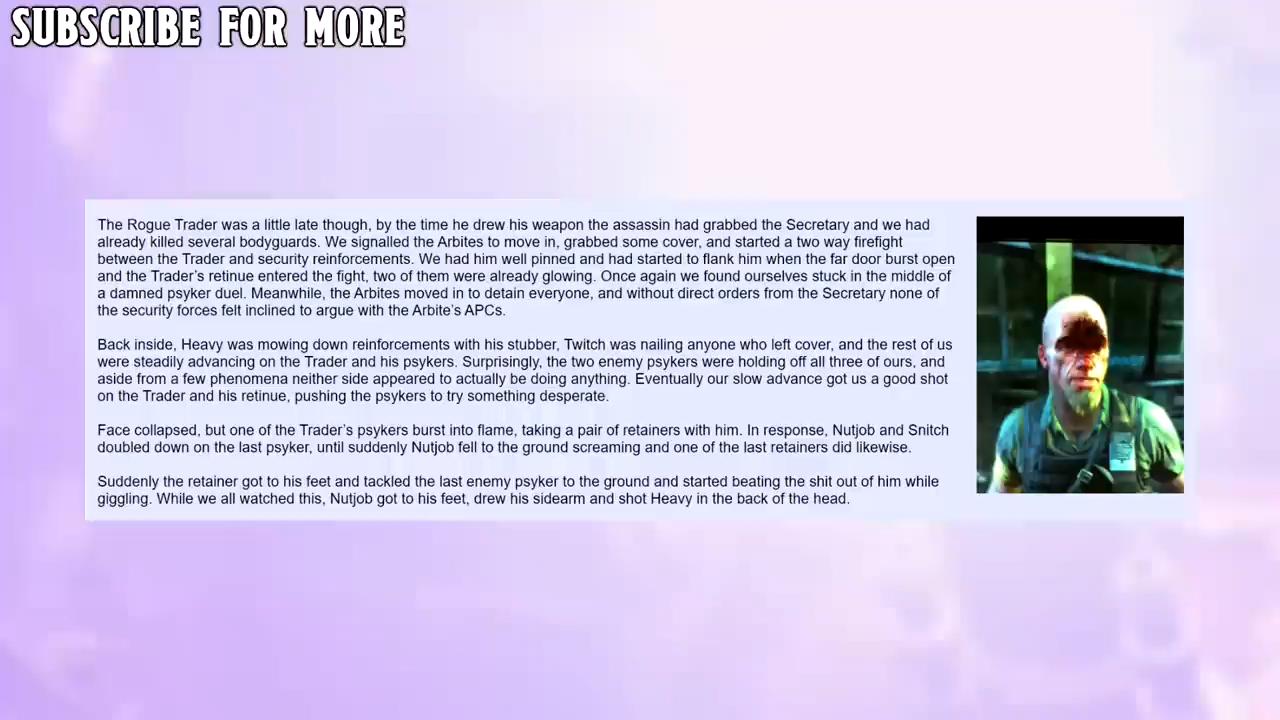 SUBSCRIBE FOR MORE
The Rogue Trader was a little late though, by the time he drew his weapon the assassin had grabbed the Secretary and we had
already killed several bodyguards. We signalled the Arbites to move in, grabbed some cover, and started a two way firefight
between the Trader and security reinforcements. We had him well pinned and had started to flank him when the far door burst open
and the Trader's retinue entered the fight, two of them were already glowing. Once again we found ourselves stuck in the middle of
a damned psyker duel. Meanwhile, the Arbites moved in to detain everyone, and without direct orders from the Secretary none of
the security forces felt inclined to argue with the Arbite's APCs.
Back inside, Heavy was mowing down reinforcements with his stubber, Twitch was nailing anyone who left cover, and the rest of us
were steadily advancing on the Trader and his psykers. Surprisingly, the two enemy psykers were holding off all three of ours, and
aside from a few phenomena neither side appeared to actually be doing anything. Eventually our slow advance got us a good shot
on the Trader and his retinue, pushing the psykers to try something desperate.
Face collapsed, but one of the Trader's psykers burst into flame, taking a pair of retainers with him. In response, Nutjob and Snitch
doubled down on the last psyker, until suddenly Nutjob fell to the ground screaming and one of the last retainers did likewise.
Suddenly the retainer got to his feet and tackled the last enemy psyker to the ground and started beating the shit out of him while
giggling. While we all watched this, Nutjob got to his feet, drew his sidearm and shot Heavy in the back of the head.